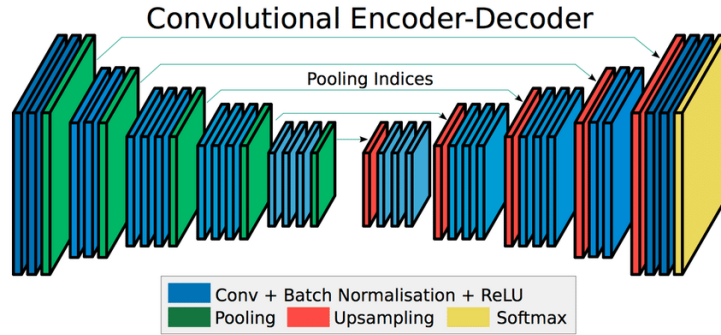 Convolutional Encoder-Decoder
Pooling Indices
Conv + Batch Normalisation + ReLU
Pooling Upsampling Softmax